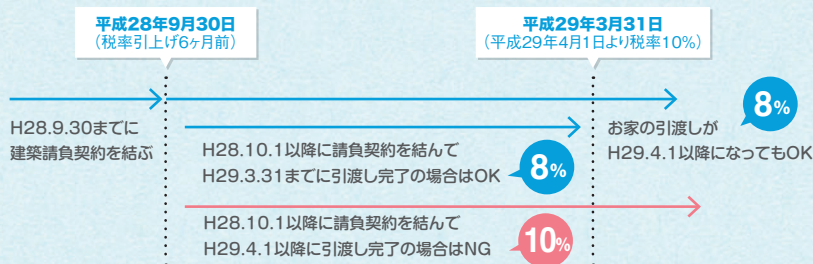 平成28年9月30日
（税率引上げ6ヶ月前）
平成29年3月31日
（平成29年4月1日より税率10%）
H28.9.30までに
建築請負契約を結ぶ
8%
お家の引渡しが
H29.4.1以降になってもOK
H28.10.1以降に請負契約を結んで
H29.3.31までに引渡し完了の場合はOK
8%
H28.10.1以降に請負契約を結んで
H29.4.1以降に引渡し完了の場合はNG
10%